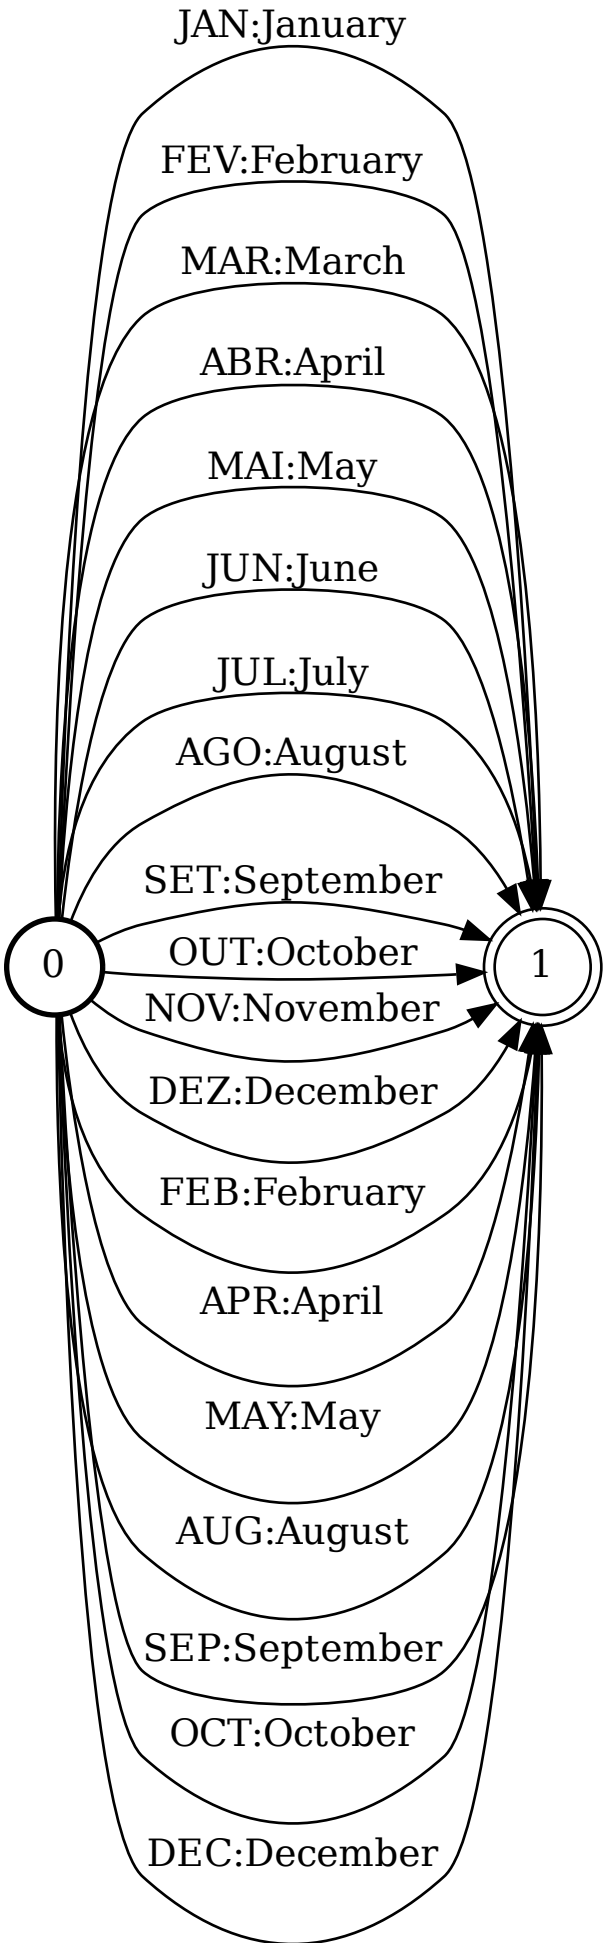 JAN:January
FEV:February
MAR:March
ABR:April
MAI:May
JUN:June
JUL:July
AGO:August
SET:September
OUT:October
0
1
NOV:November
DEZ:December
FEB:February
APR:April
MAY:May
AUG:August
SEP:September
OCT:October
DEC:December